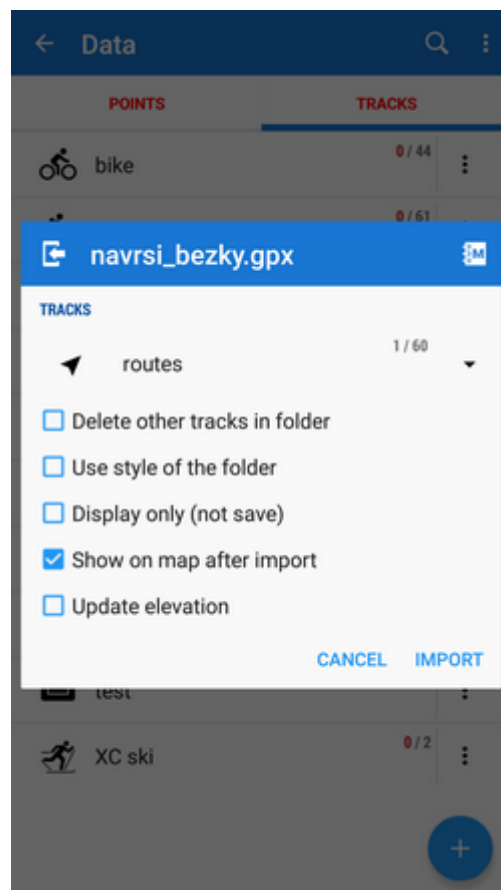 Data
POINTS TRACKS
bike 0 / 44
0 / 61
navrsi_bezky.gpx M
TRACKS
routes 1 / 60
Delete other tracks in folder
Use style of the folder
Display only (not save)
Show on map after import
Update elevation
CANCEL IMPORT
test
XC ski 0 / 2